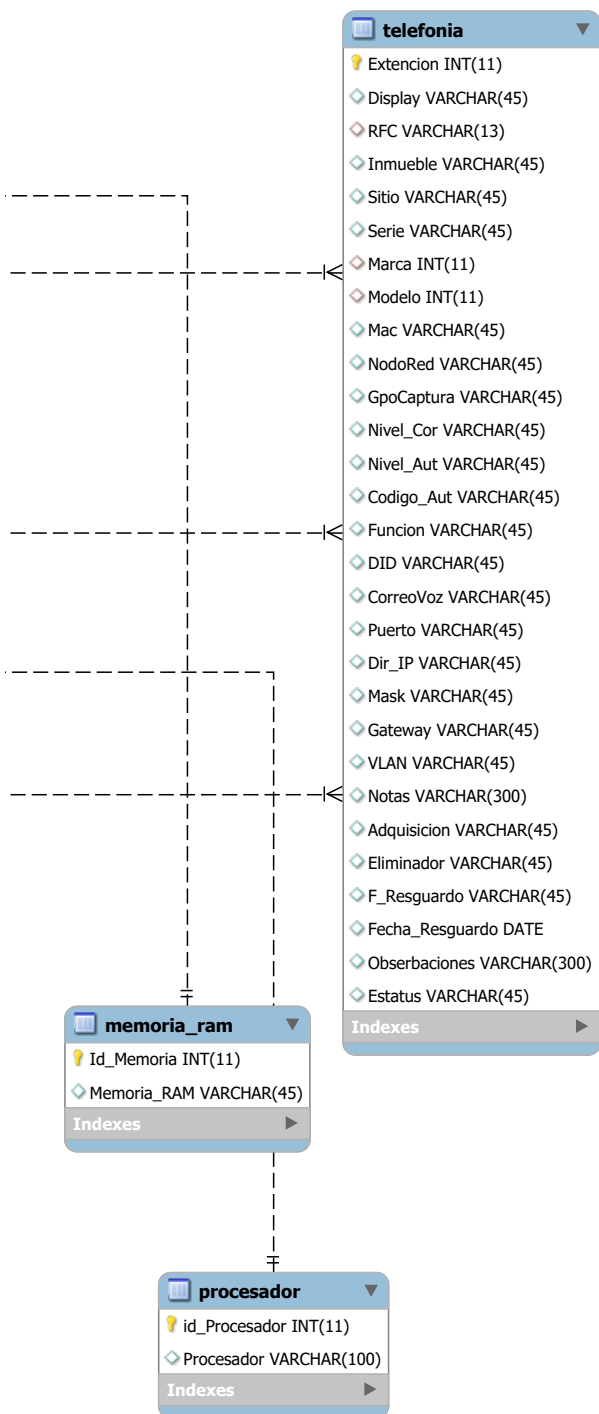 telefonia
Extencion INT(11)
Display VARCHAR(45)
RFC VARCHAR(13)
Inmueble VARCHAR(45)
Sitio VARCHAR(45)
Serie VARCHAR(45)
Marca INT(11)
Modelo INT(11)
Mac VARCHAR(45)
NodoRed VARCHAR(45)
GpoCaptura VARCHAR(45)
Nivel_Cor VARCHAR(45)
Nivel_Aut VARCHAR(45)
Codigo_Aut VARCHAR(45)
Funcion VARCHAR(45)
DID VARCHAR(45)
CorreoVoz VARCHAR(45)
Puerto VARCHAR(45)
Dir_IP VARCHAR(45)
Mask VARCHAR(45)
Gateway VARCHAR(45)
VLAN VARCHAR(45)
Notas VARCHAR(300)
Adquisicion VARCHAR(45)
Eliminador VARCHAR(45)
F_Resguardo VARCHAR(45)
Fecha_Resguardo DATE
Obserbaciones VARCHAR(300)
Estatus VARCHAR(45)
Indexes
memoria_ram
Id_Memoria INT(11)
Memoria_RAM VARCHAR(45)
Indexes
procesador
id_Procesador INT(11)
Procesador VARCHAR(100)
Indexes